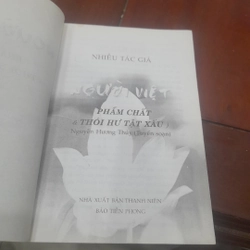 NHIỀU TÁC GIẢ
NGƯỜI VIỆT
PHẨM CHẤT
& THÓI HƯ TẬT XẤU
NHÀ XUẤT BẢN THANH NIÊN
BÁO TIỀN PHONG